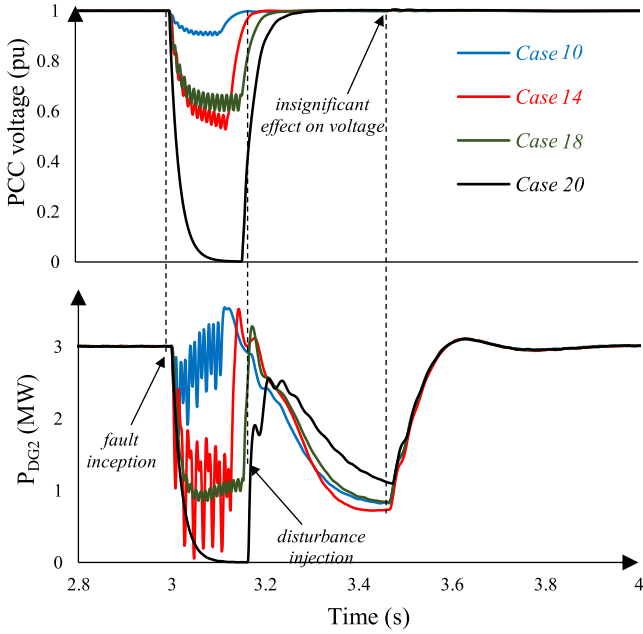 1
0.8
0.6
0.4
0.2
0
PCC voltage (pu)
Case 10
Case 14
Case 18
Case 20
insignificant
effect on voltage
3
2
1
0
P_DG2 (MW)
fault
inception
disturbance
injection
2.8
3
3.2
3.4
3.6
3.8
4
Time (s)